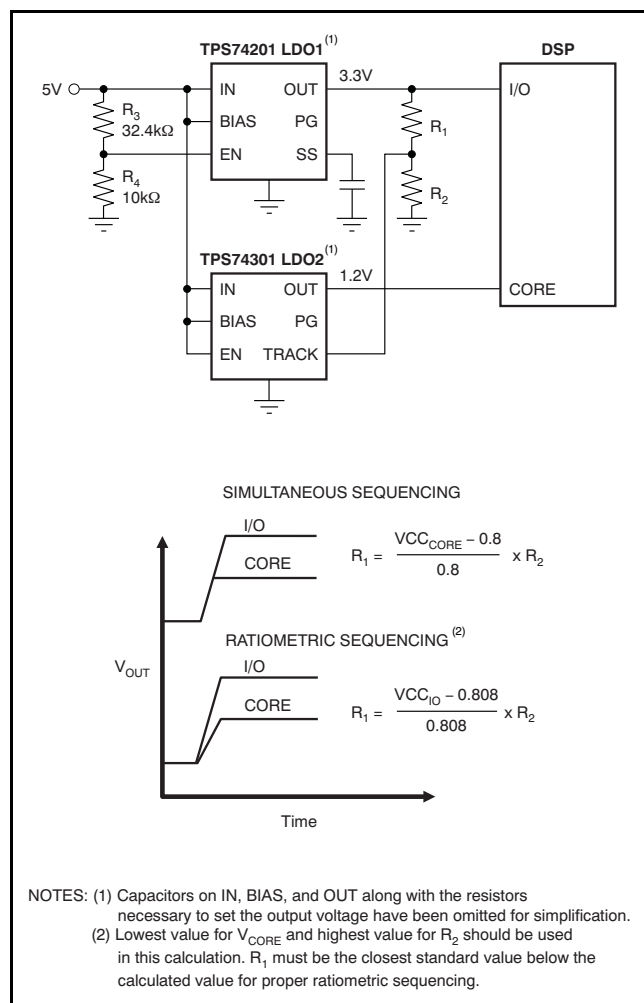 TPS74201 LDO1 (1)
DSP
5V
IN
OUT
3.3V
I/O
R3
32.4kΩ
BIAS
PG
R1
EN
SS
R4
10kΩ
R2
TPS74301 LDO2 (1)
IN
OUT
1.2V
CORE
BIAS
PG
EN
TRACK
SIMULTANEOUS SEQUENCING
I/O
CORE
R1 = (VCC_CORE – 0.8) / 0.8 x R2
RATIOMETRIC SEQUENCING (2)
VOUT
I/O
CORE
R1 = (VCC_IO – 0.808) / 0.808 x R2
Time
NOTES: (1) Capacitors on IN, BIAS, and OUT along with the resistors
necessary to set the output voltage have been omitted for simplification.
(2) Lowest value for VCORE and highest value for R2 should be used
in this calculation. R1 must be the closest standard value below the
calculated value for proper ratiometric sequencing.